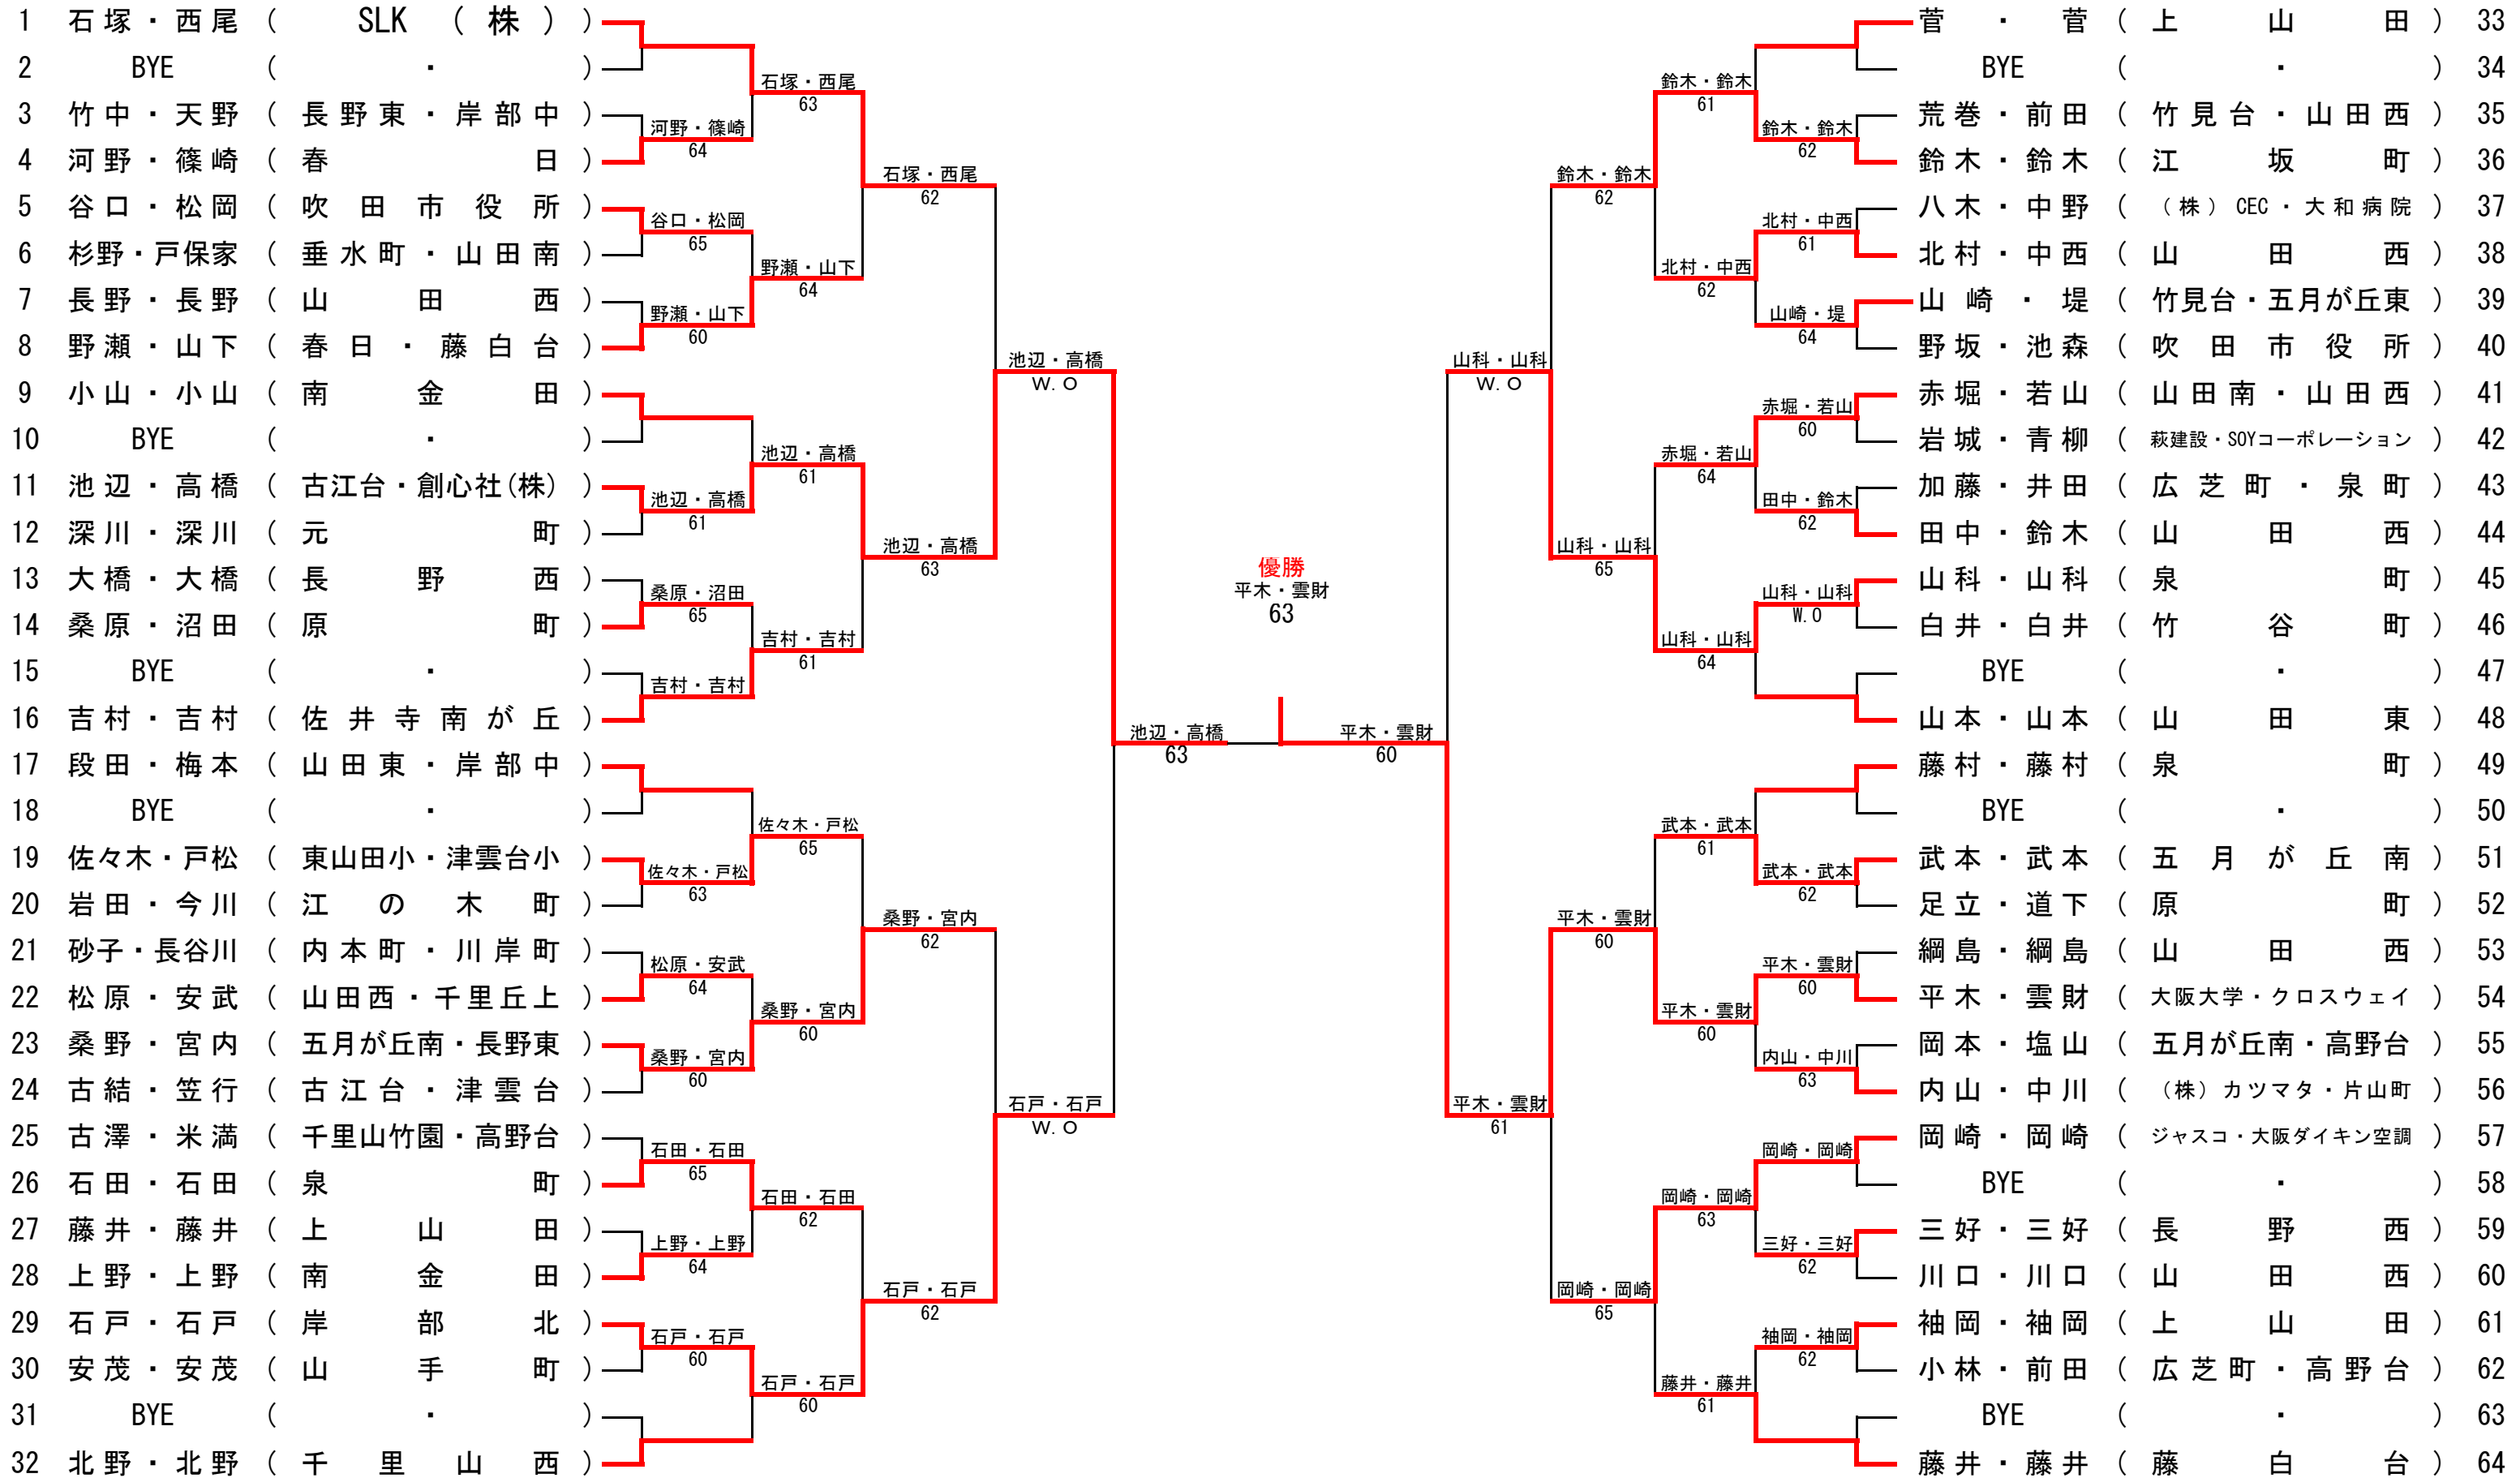 1 石塚・西尾 ( SLK （株） )
2 BYE ( ・ )
3 竹中・天野 ( 長野東・岸部中 )
4 河野・篠崎 ( 春日 )
5 谷口・松岡 ( 吹田市役所 )
6 杉野・戸保家 ( 垂水町・山田南 )
7 長野・長野 ( 山田西 )
8 野瀬・山下 ( 春日・藤白台 )
9 小山・小山 ( 南金田 )
10 BYE ( ・ )
11 池辺・高橋 ( 古江台・創心社(株) )
12 深川・深川 ( 元町 )
13 大橋・大橋 ( 長野西 )
14 桑原・沼田 ( 原町 )
15 BYE ( ・ )
16 吉村・吉村 ( 佐井寺南が丘 )
17 段田・梅本 ( 山田東・岸部中 )
18 BYE ( ・ )
19 佐々木・戸松 ( 東山田小・津雲台小 )
20 岩田・今川 ( 江の木町 )
21 砂子・長谷川 ( 内本町・川岸町 )
22 松原・安武 ( 山田西・千里丘上 )
23 桑野・宮内 ( 五月が丘南・長野東 )
24 古結・笠行 ( 古江台・津雲台 )
25 古澤・米満 ( 千里山竹園・高野台 )
26 石田・石田 ( 泉町 )
27 藤井・藤井 ( 上山田 )
28 上野・上野 ( 南金田 )
29 石戸・石戸 ( 岸部北 )
30 安茂・安茂 ( 山手町 )
31 BYE ( ・ )
32 北野・北野 ( 千里山西 )
河野・篠崎
64
谷口・松岡
65
野瀬・山下
60
池辺・高橋
61
桑原・沼田
65
吉村・吉村
佐々木・戸松
63
松原・安武
64
桑野・宮内
60
石田・石田
65
上野・上野
64
石戸・石戸
60
石塚・西尾
63
野瀬・山下
64
池辺・高橋
61
吉村・吉村
61
佐々木・戸松
65
桑野・宮内
60
石田・石田
62
石戸・石戸
60
石塚・西尾
62
池辺・高橋
63
桑野・宮内
62
石戸・石戸
62
池辺・高橋
W.O
石戸・石戸
W.O
池辺・高橋
63
優勝
平木・雲財
63
平木・雲財
60
山科・山科
W.O
平木・雲財
61
鈴木・鈴木
62
山科・山科
65
平木・雲財
60
岡崎・岡崎
65
鈴木・鈴木
61
北村・中西
62
赤堀・若山
64
山科・山科
64
武本・武本
61
平木・雲財
60
岡崎・岡崎
63
藤井・藤井
61
鈴木・鈴木
62
北村・中西
61
山崎・堤
64
赤堀・若山
60
田中・鈴木
62
山科・山科
W.O
武本・武本
62
平木・雲財
60
内山・中川
63
岡崎・岡崎
三好・三好
62
袖岡・袖岡
62
菅・菅 ( 上山田 ) 33
BYE ( ・ ) 34
荒巻・前田 ( 竹見台・山田西 ) 35
鈴木・鈴木 ( 江坂町 ) 36
八木・中野 ( （株）CEC・大和病院 ) 37
北村・中西 ( 山田西 ) 38
山崎・堤 ( 竹見台・五月が丘東 ) 39
野坂・池森 ( 吹田市役所 ) 40
赤堀・若山 ( 山田南・山田西 ) 41
岩城・青柳 ( 萩建設・SOYコーポレーション ) 42
加藤・井田 ( 広芝町・泉町 ) 43
田中・鈴木 ( 山田西 ) 44
山科・山科 ( 泉町 ) 45
白井・白井 ( 竹谷町 ) 46
BYE ( ・ ) 47
山本・山本 ( 山田東 ) 48
藤村・藤村 ( 泉町 ) 49
BYE ( ・ ) 50
武本・武本 ( 五月が丘南 ) 51
足立・道下 ( 原町 ) 52
綱島・綱島 ( 山田西 ) 53
平木・雲財 ( 大阪大学・クロスウェイ ) 54
岡本・塩山 ( 五月が丘南・高野台 ) 55
内山・中川 ( （株）カツマタ・片山町 ) 56
岡崎・岡崎 ( ジャスコ・大阪ダイキン空調 ) 57
BYE ( ・ ) 58
三好・三好 ( 長野西 ) 59
川口・川口 ( 山田西 ) 60
袖岡・袖岡 ( 上山田 ) 61
小林・前田 ( 広芝町・高野台 ) 62
BYE ( ・ ) 63
藤井・藤井 ( 藤白台 ) 64